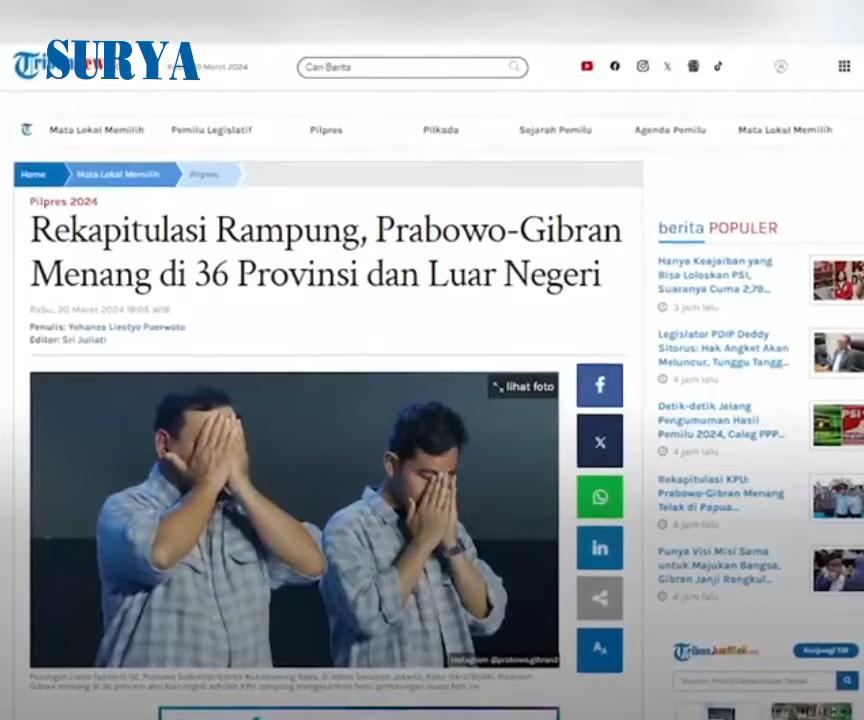 SURYA
20 Maret 2024
Cari Berita
Mata Lokal Memilih
Pemilu Legislatif
Pilpres
Pilkada
Sejarah Pemilu
Agenda Pemilu
Mata Lokal Memilih
Home
Mata Lokal Memilih
Pilpres
Pilpres 2024
Rekapitulasi Rampung, Prabowo-Gibran
Menang di 36 Provinsi dan Luar Negeri
Rabu, 20 Maret 2024 19:05 WIB
Penulis: Yohanes Liestyo Poerwoto
Editor: Sri Juliati
lihat foto
Instagram @prabowo.gibran2
berita POPULER
Hanya Keajaiban yang
Bisa Loloskan PSI,
Suaranya Cuma 2,79...
3 jam lalu
Legislator PDIP Deddy
Sitorus: Hak Angket Akan
Meluncur, Tunggu Tangg...
4 jam lalu
Detik-detik Jelang
Pengumuman Hasil
Pemilu 2024, Caleg PPP...
4 jam lalu
Rekapitulasi KPU:
Prabowo-Gibran Menang
Telak di Papua...
4 jam lalu
Punya Visi Misi Sama
untuk Majukan Bangsa,
Gibran Janji Rangkul...
4 jam lalu
Kunjungi